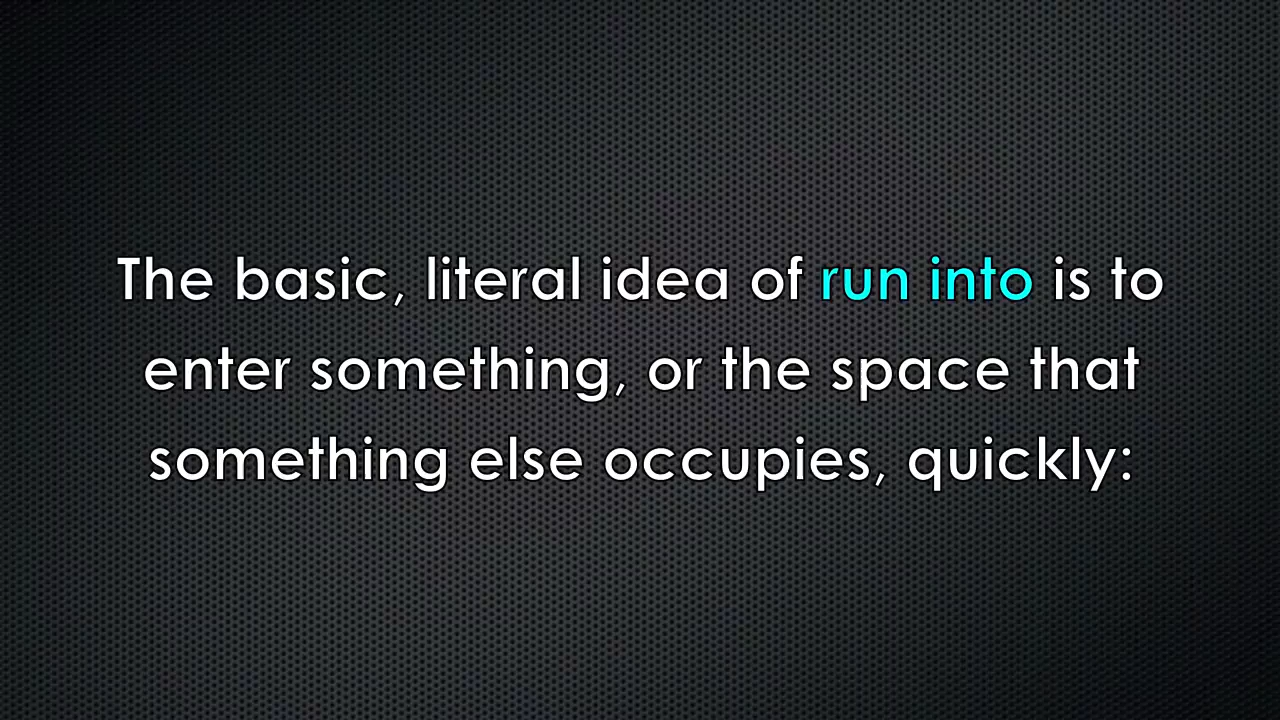 The basic, literal idea of run into is to
enter something, or the space that
something else occupies, quickly: